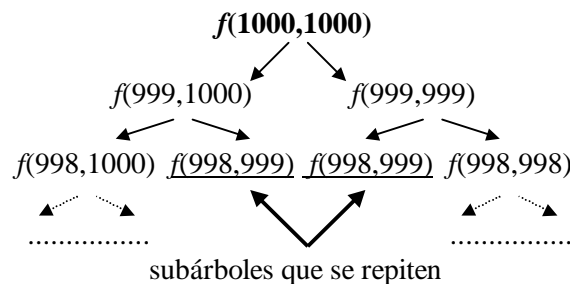 f(1000,1000)
f(999,1000) f(999,999)
f(998,1000) f(998,999) f(998,999) f(998,998)
................. .................
subárboles que se repiten